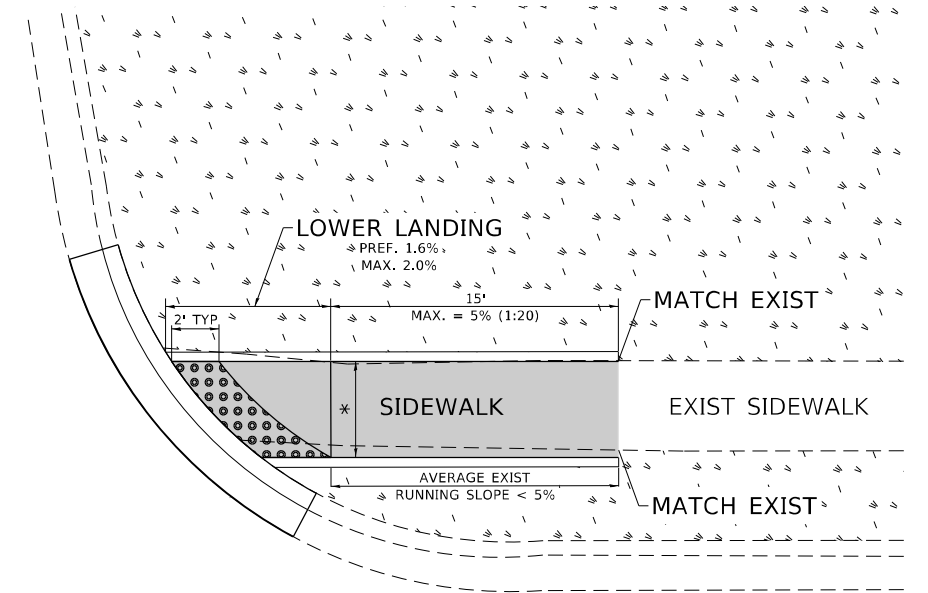 LOWER LANDING
PREF. 1.6%
MAX. 2.0%
15'
MAX. = 5% (1:20)
MATCH EXIST
2' TYP
*
SIDEWALK
EXIST SIDEWALK
AVERAGE EXIST
RUNNING SLOPE < 5%
MATCH EXIST